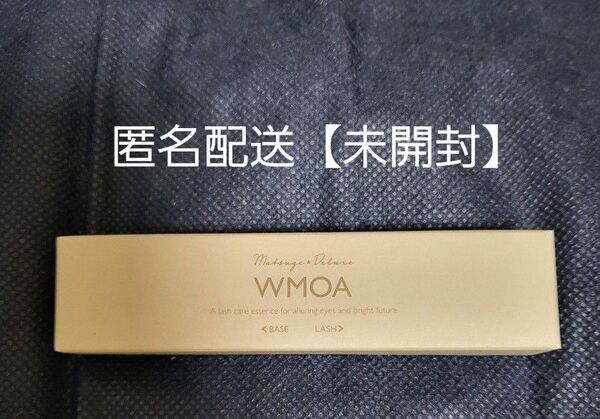 匿名配送【未開封】
Matsuge★Deluxe
WMOA
A lash care essence for alluring eyes and bright future
<BASE LASH>